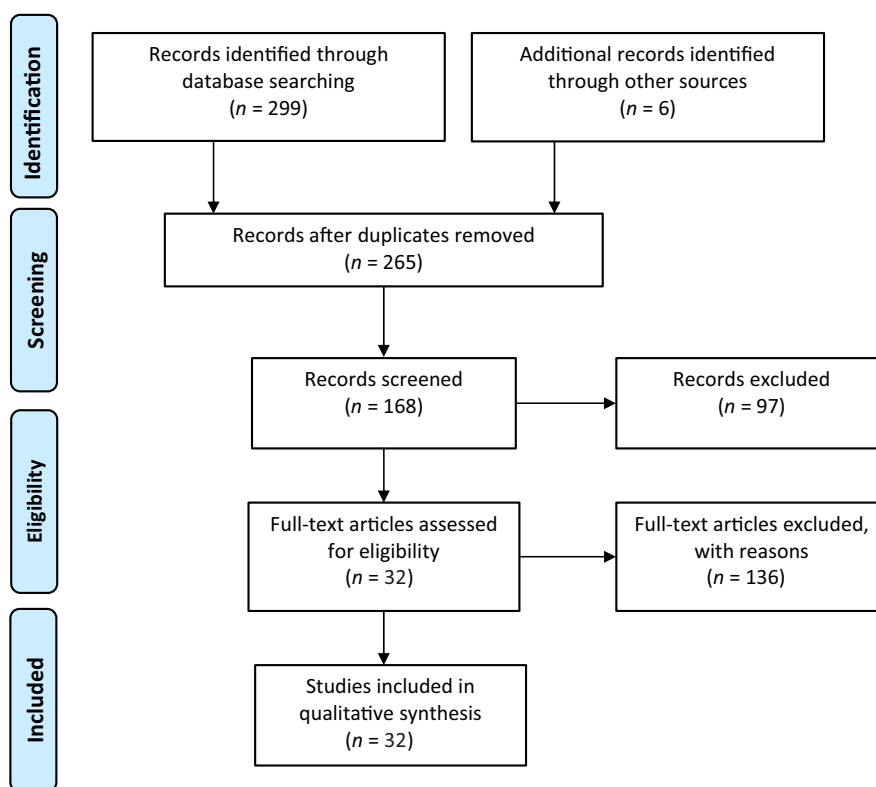 Identification
Records identified through
database searching
(n = 299)
Additional records identified
through other sources
(n = 6)
Screening
Records after duplicates removed
(n = 265)
Records screened
(n = 168)
Records excluded
(n = 97)
Eligibility
Full-text articles assessed
for eligibility
(n = 32)
Full-text articles excluded,
with reasons
(n = 136)
Included
Studies included in
qualitative synthesis
(n = 32)